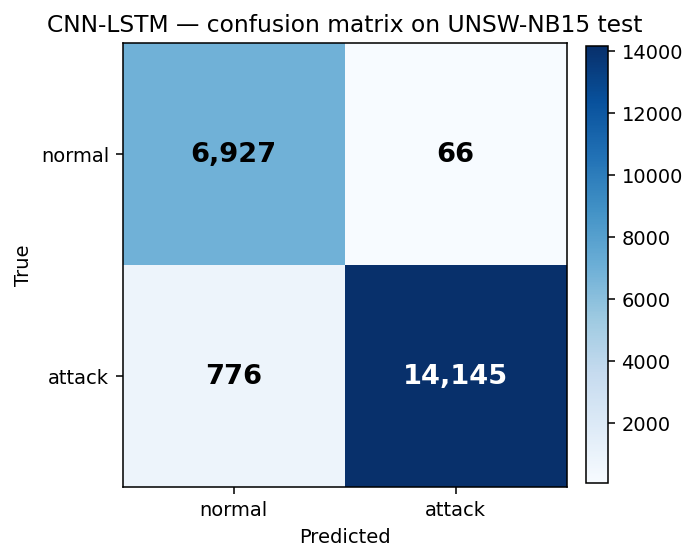 CNN-LSTM — confusion matrix on UNSW-NB15 test
14000
12000
10000
8000
6000
4000
2000
True
normal
6,927
66
attack
776
14,145
normal
attack
Predicted